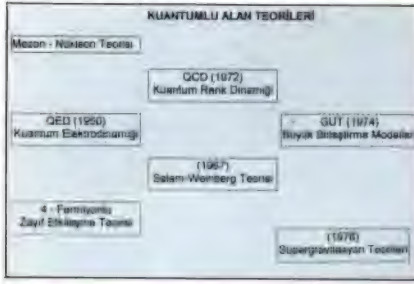 KUANTUMLU ALAN TEORİLERİ
Mezon - Nükleon Teorisi
QCD (1972)
Kuantum Renk Dinamiği
QED (1950)
Kuantum Elektrodinamiği
GUT (1974)
Büyük Birleştirme Modelleri
(1967)
Salam-Weinberg Teorisi
4 - Fermiyonlu
Zayıf Etkileşme Teorisi
(1976)
Supergravitasyon Teorileri